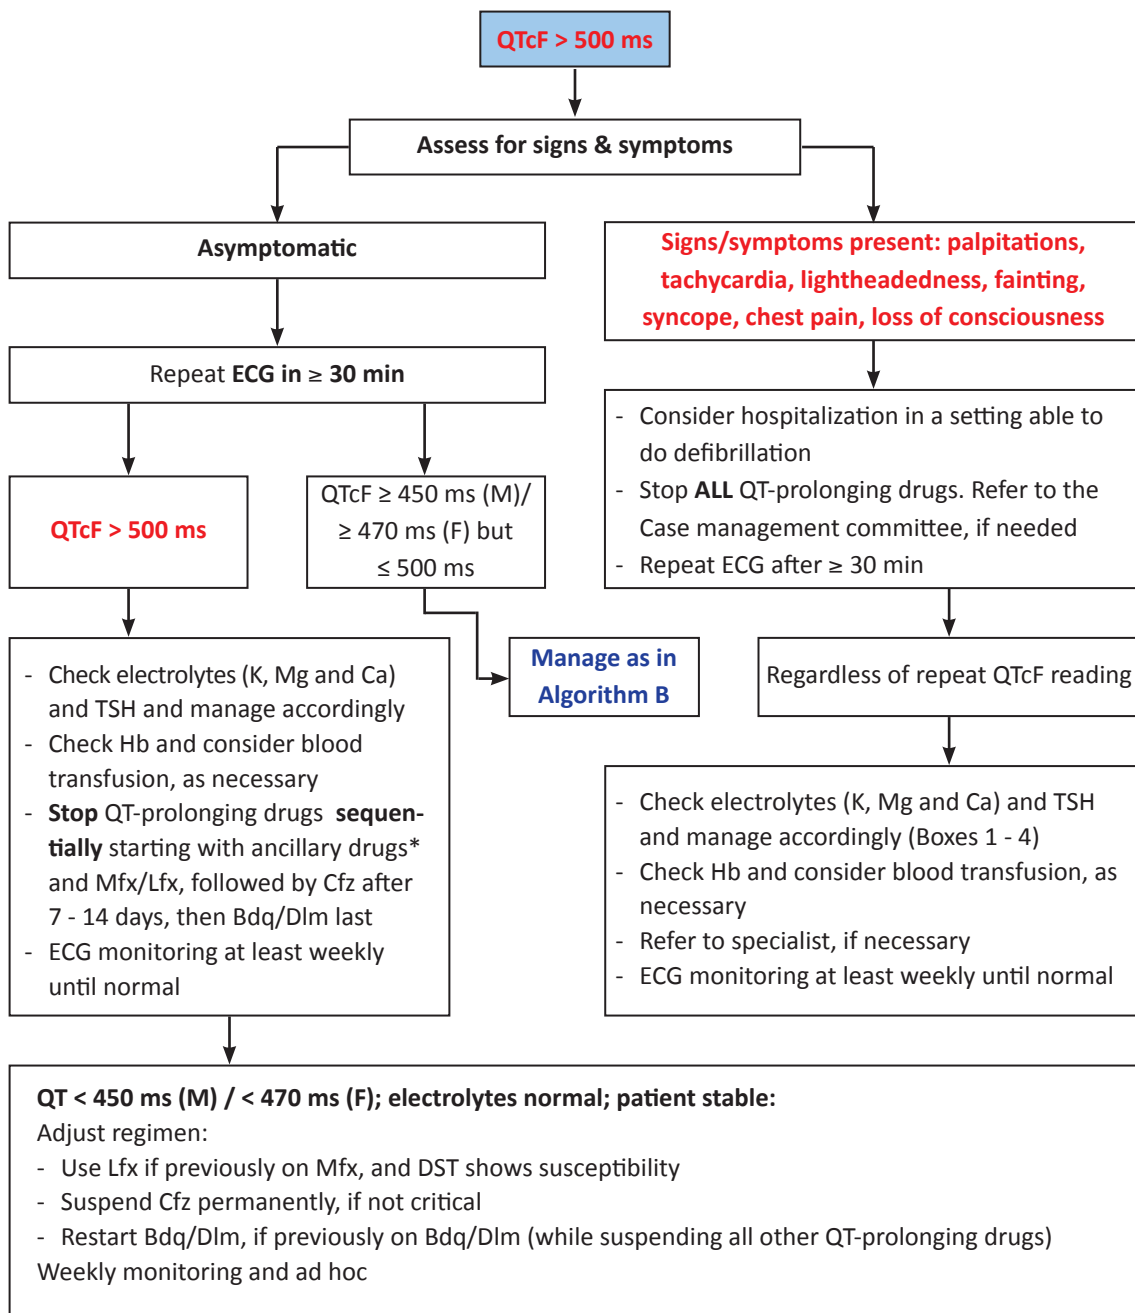 QTcF > 500 ms
Assess for signs & symptoms
Asymptomatic
Signs/symptoms present: palpitations,
tachycardia, lightheadedness, fainting,
syncope, chest pain, loss of consciousness
Repeat ECG in ≥ 30 min
- Consider hospitalization in a setting able to
do defibrillation
- Stop ALL QT-prolonging drugs. Refer to the
Case management committee, if needed
- Repeat ECG after ≥ 30 min
QTcF > 500 ms
QTcF ≥ 450 ms (M)/
≥ 470 ms (F) but
≤ 500 ms
Manage as in
Algorithm B
Regardless of repeat QTcF reading
- Check electrolytes (K, Mg and Ca)
and TSH and manage accordingly
- Check Hb and consider blood
transfusion, as necessary
- Stop QT-prolonging drugs sequen-
tially starting with ancillary drugs*
and Mfx/Lfx, followed by Cfz after
7 - 14 days, then Bdq/Dlm last
- ECG monitoring at least weekly
until normal
- Check electrolytes (K, Mg and Ca) and TSH
and manage accordingly (Boxes 1 - 4)
- Check Hb and consider blood transfusion, as
necessary
- Refer to specialist, if necessary
- ECG monitoring at least weekly until normal
QT < 450 ms (M) / < 470 ms (F); electrolytes normal; patient stable:
Adjust regimen:
- Use Lfx if previously on Mfx, and DST shows susceptibility
- Suspend Cfz permanently, if not critical
- Restart Bdq/Dlm, if previously on Bdq/Dlm (while suspending all other QT-prolonging drugs)
Weekly monitoring and ad hoc